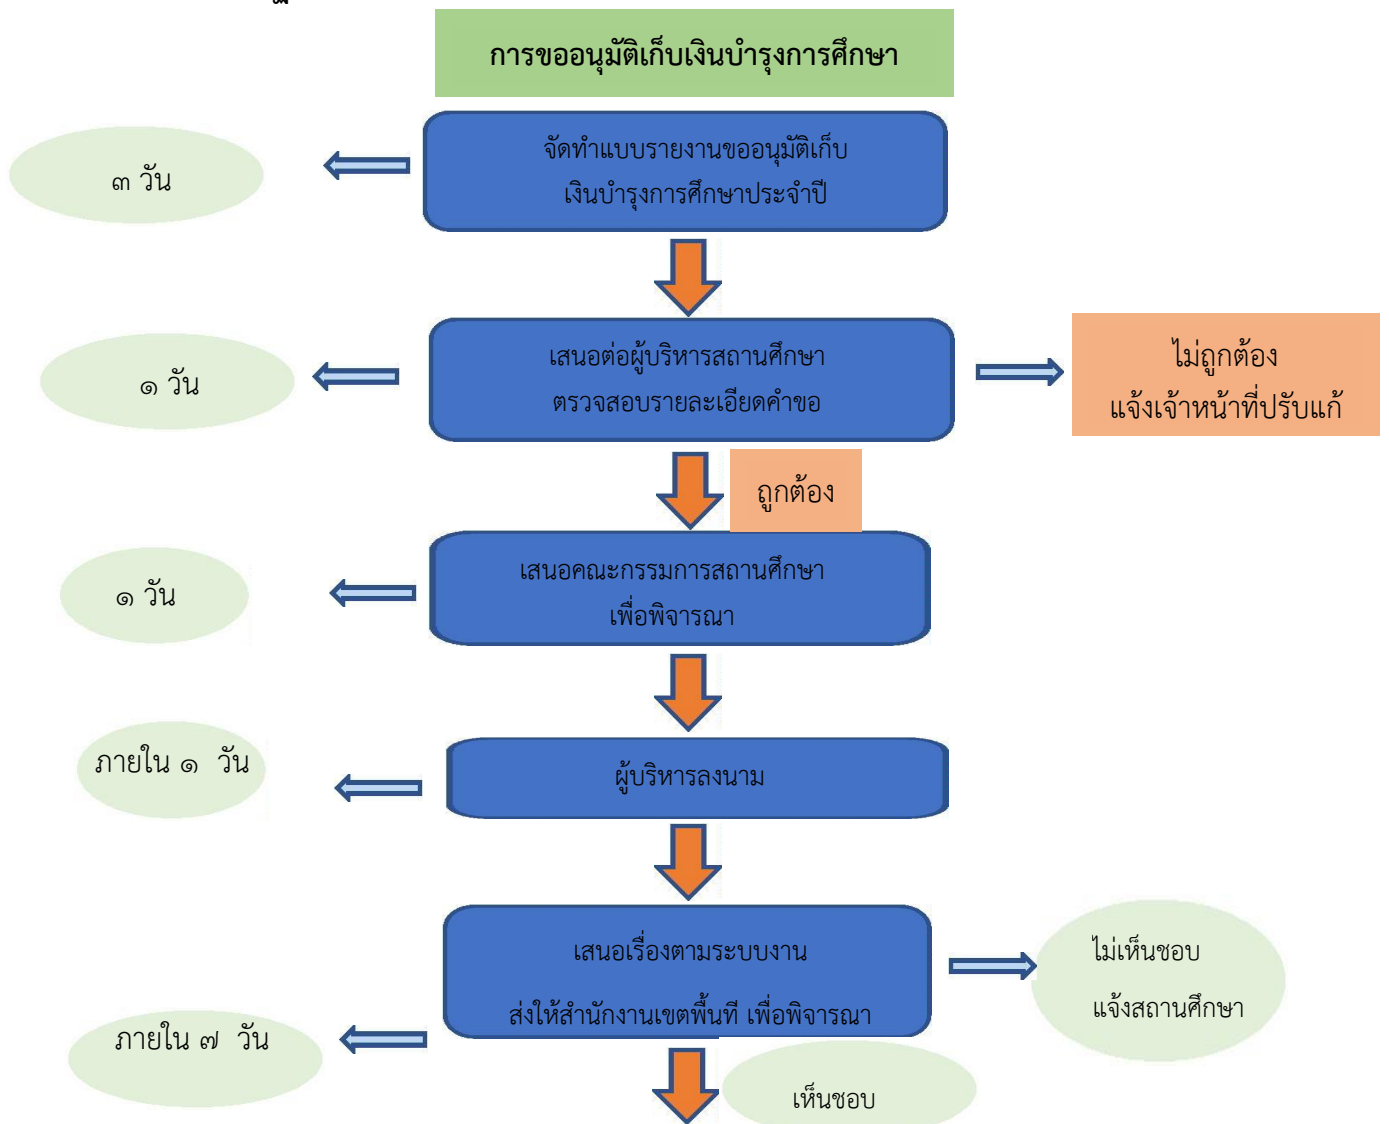 การขออนุมัติเก็บเงินบำรุงการศึกษา
จัดทำแบบรายงานขออนุมัติเก็บ
เงินบำรุงการศึกษาประจำปี
๓ วัน
เสนอต่อผู้บริหารสถานศึกษา
ตรวจสอบรายละเอียดคำขอ
๑ วัน
ไม่ถูกต้อง
แจ้งเจ้าหน้าที่ปรับแก้
ถูกต้อง
เสนอคณะกรรมการสถานศึกษา
เพื่อพิจารณา
๑ วัน
ผู้บริหารลงนาม
ภายใน ๑ วัน
เสนอเรื่องตามระบบงาน
ส่งให้สำนักงานเขตพื้นที่ เพื่อพิจารณา
ไม่เห็นชอบ
แจ้งสถานศึกษา
ภายใน ๗ วัน
เห็นชอบ